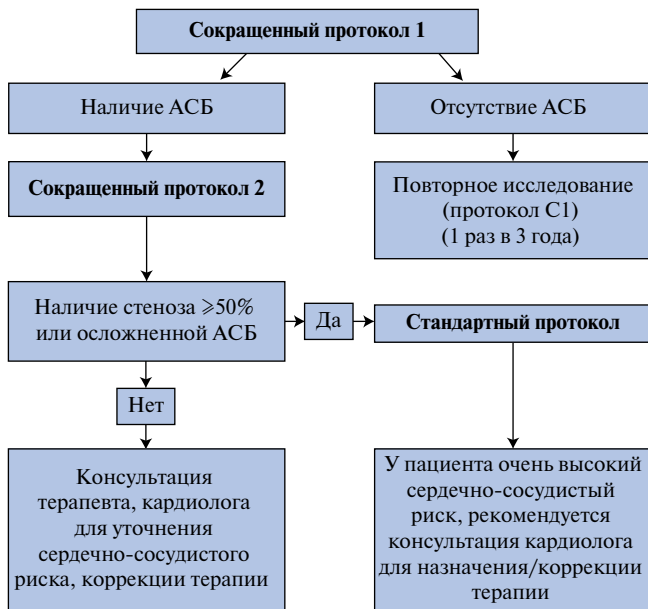 Сокращенный протокол 1
Наличие АСБ
Отсутствие АСБ
Сокращенный протокол 2
Повторное исследование
(протокол С1)
(1 раз в 3 года)
Наличие стеноза ⩾50%
или осложненной АСБ
Да
Стандартный протокол
Нет
Консультация
терапевта, кардиолога
для уточнения
сердечно-сосудистого
риска, коррекции терапии
У пациента очень высокий
сердечно-сосудистый
риск, рекомендуется
консультация кардиолога
для назначения/коррекции
терапии